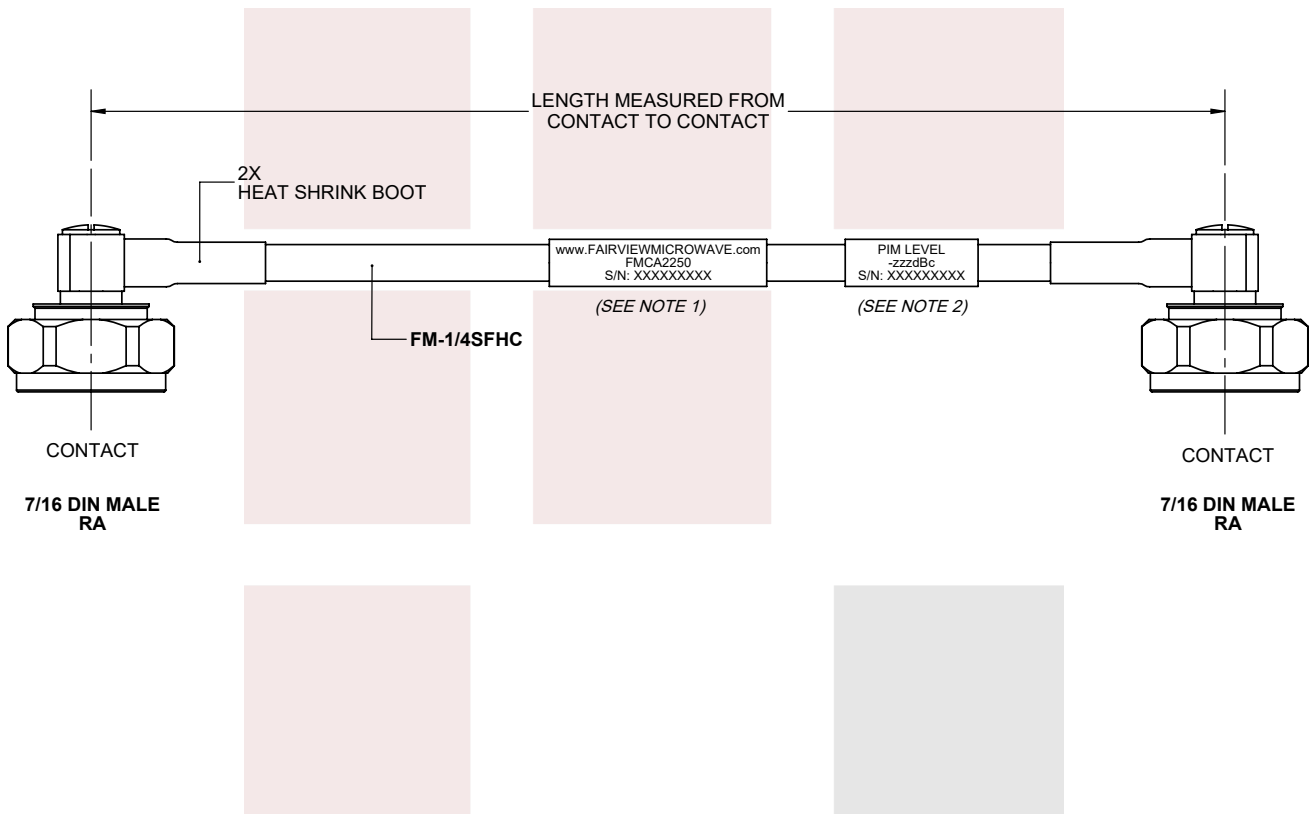 LENGTH MEASURED FROM
CONTACT TO CONTACT
2X
HEAT SHRINK BOOT
www.FAIRVIEWMICROWAVE.com
FMCA2250
S/N: XXXXXXXXX
PIM LEVEL
-zzzdBc
S/N: XXXXXXXXX
(SEE NOTE 1)
(SEE NOTE 2)
FM-1/4SFHC
CONTACT
7/16 DIN MALE
RA
CONTACT
7/16 DIN MALE
RA